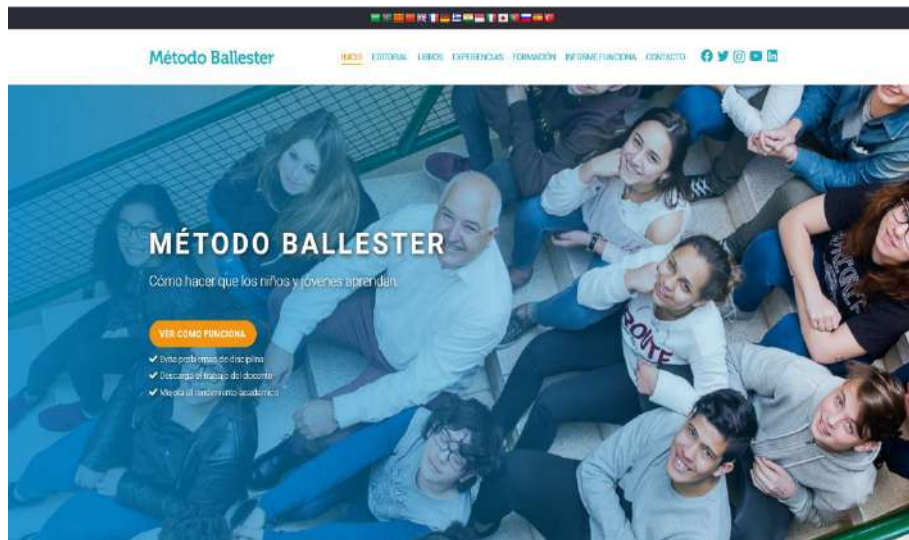 Método Ballester
INICIO EDITORIAL LIBROS EXPERIENCIAS FORMACIÓN INFORME FUNCIONA CONTACTO
MÉTODO BALLESTER
Cómo hacer que los niños y jóvenes aprendan.
VER COMO FUNCIONA
Evita problemas de disciplina
Descarga el trabajo del docente
Mejora el rendimiento académico
ROUTE